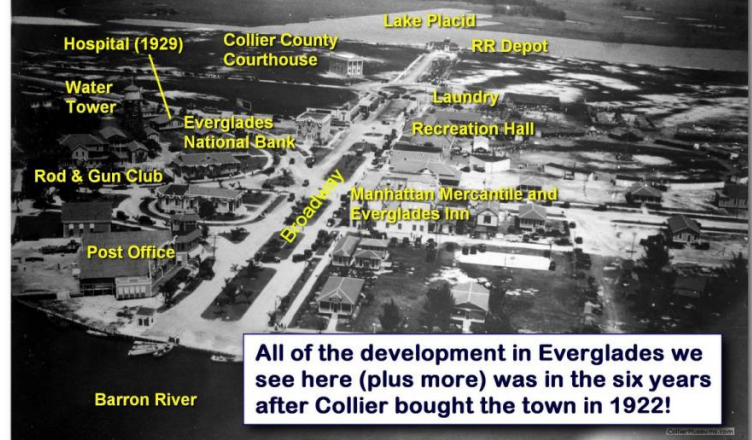 Lake Placid
Hospital (1929)
Collier County
Courthouse
RR Depot
Water
Tower
Laundry
Everglades
National Bank
Recreation Hall
Rod & Gun Club
Broadway
Manhattan Mercantile and
Everglades Inn
Post Office
All of the development in Everglades we
see here (plus more) was in the six years
after Collier bought the town in 1922!
Barron River
CollierMuseums.com